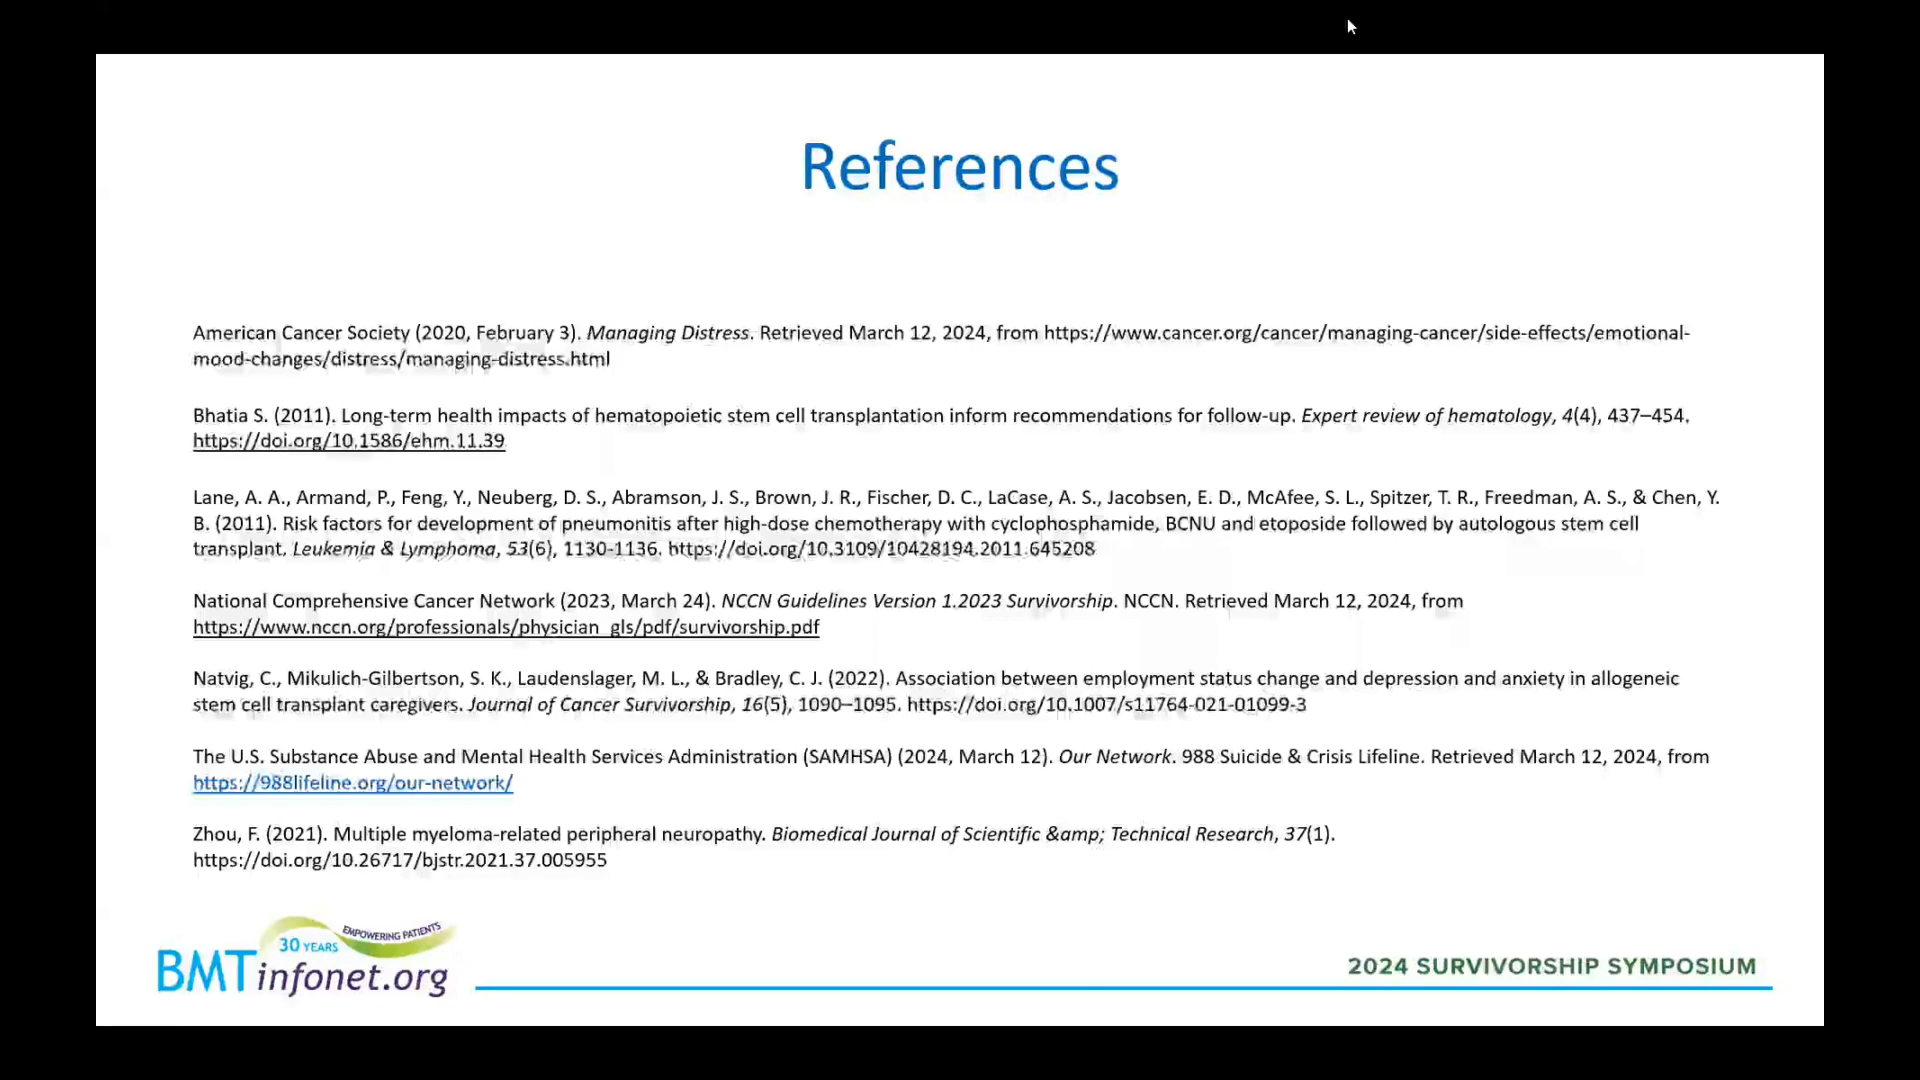 References
American Cancer Society (2020, February 3). Managing Distress. Retrieved March 12, 2024, from https://www.cancer.org/cancer/managing-cancer/side-effects/emotional-
mood-changes/distress/managing-distress.html
Bhatia S. (2011). Long-term health impacts of hematopoietic stem cell transplantation inform recommendations for follow-up. Expert review of hematology, 4(4), 437–454.
https://doi.org/10.1586/ehm.11.39
Lane, A. A., Armand, P., Feng, Y., Neuberg, D. S., Abramson, J. S., Brown, J. R., Fischer, D. C., LaCase, A. S., Jacobsen, E. D., McAfee, S. L., Spitzer, T. R., Freedman, A. S., & Chen, Y.
B. (2011). Risk factors for development of pneumonitis after high-dose chemotherapy with cyclophosphamide, BCNU and etoposide followed by autologous stem cell
transplant. Leukemia & Lymphoma, 53(6), 1130-1136. https://doi.org/10.3109/10428194.2011.645208
National Comprehensive Cancer Network (2023, March 24). NCCN Guidelines Version 1.2023 Survivorship. NCCN. Retrieved March 12, 2024, from
https://www.nccn.org/professionals/physician_gls/pdf/survivorship.pdf
Natvig, C., Mikulich-Gilbertson, S. K., Laudenslager, M. L., & Bradley, C. J. (2022). Association between employment status change and depression and anxiety in allogeneic
stem cell transplant caregivers. Journal of Cancer Survivorship, 16(5), 1090–1095. https://doi.org/10.1007/s11764-021-01099-3
The U.S. Substance Abuse and Mental Health Services Administration (SAMHSA) (2024, March 12). Our Network. 988 Suicide & Crisis Lifeline. Retrieved March 12, 2024, from
https://988lifeline.org/our-network/
Zhou, F. (2021). Multiple myeloma-related peripheral neuropathy. Biomedical Journal of Scientific &amp; Technical Research, 37(1).
https://doi.org/10.26717/bjstr.2021.37.005955
30 YEARS EMPOWERING PATIENTS
BMTinfonet.org
2024 SURVIVORSHIP SYMPOSIUM